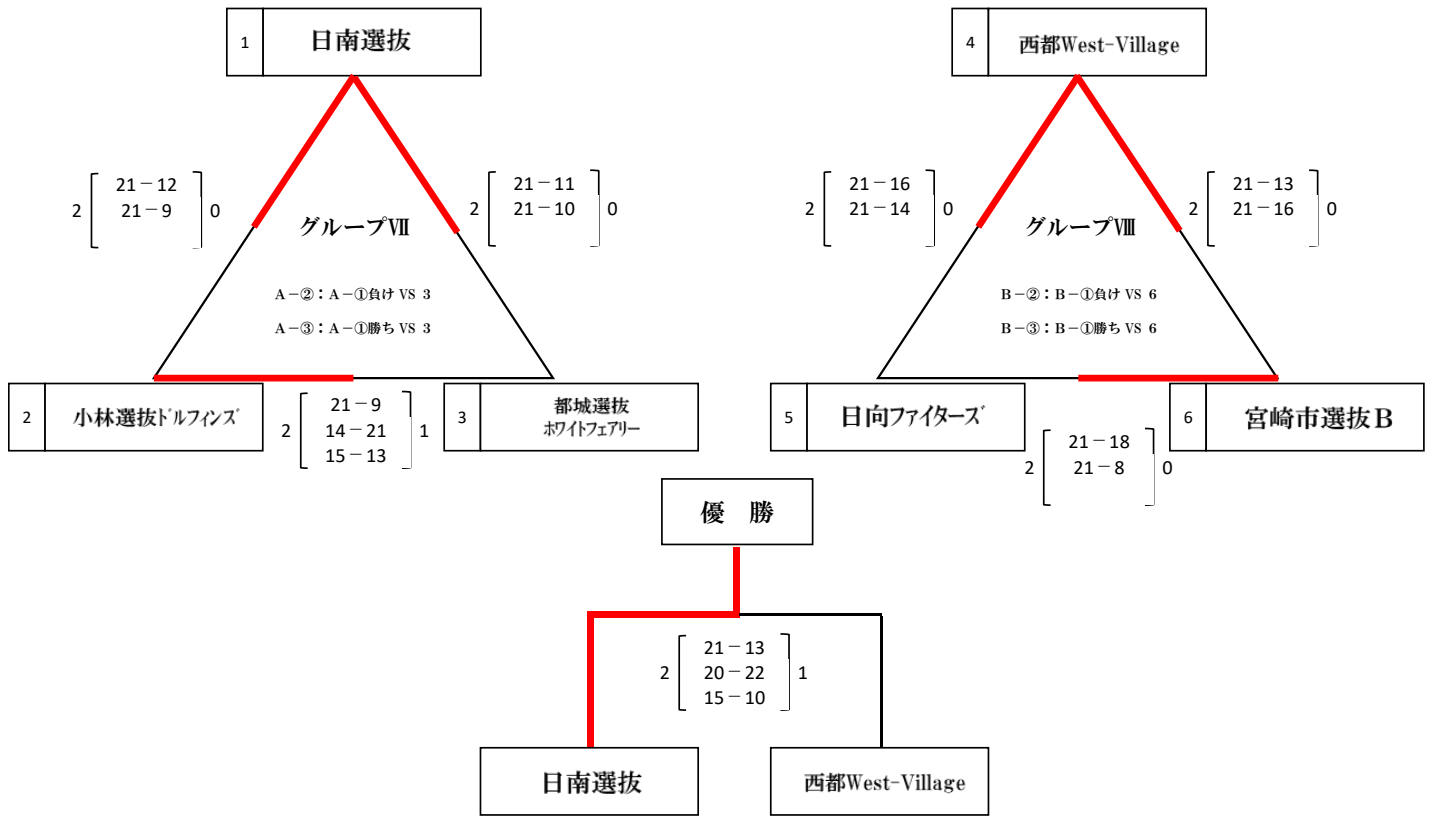 1
日南選抜
4
西都West-Village
2
21－12
21－9
0
2
21－11
21－10
0
グループⅦ
A－②：A－①負け VS 3
A－③：A－①勝ち VS 3
2
21－16
21－14
0
2
21－13
21－16
0
グループⅧ
B－②：B－①負け VS 6
B－③：B－①勝ち VS 6
2
小林選抜ﾄﾞﾙﾌｨﾝｽﾞ
2
21－9
14－21
15－13
1
3
都城選抜
ホワイトフェアリー
5
日向ファイターズ
2
21－18
21－8
0
6
宮崎市選抜B
優　勝
2
21－13
20－22
15－10
1
日南選抜
西都West-Village